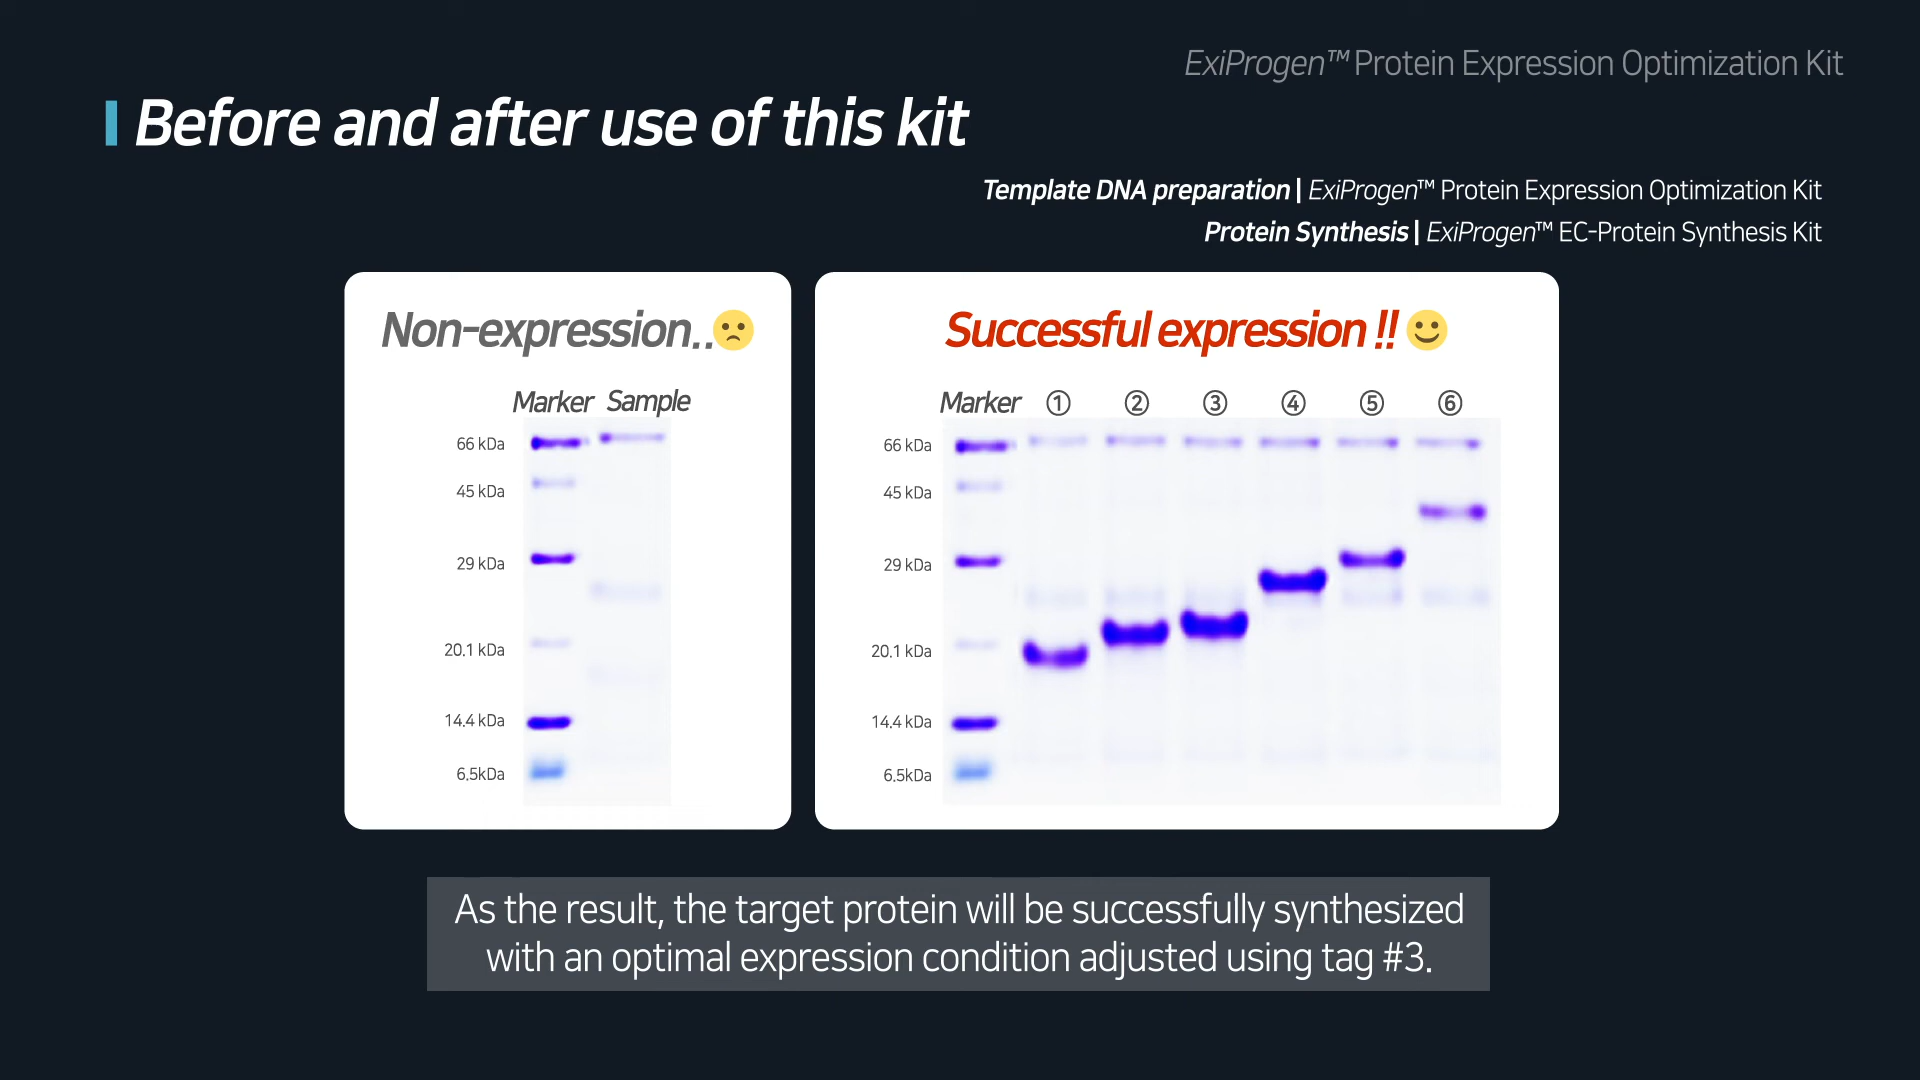 ExiProgen™ Protein Expression Optimization Kit
Before and after use of this kit
Template DNA preparation | ExiProgen™ Protein Expression Optimization Kit
Protein Synthesis | ExiProgen™ EC-Protein Synthesis Kit
Non-expression..
Marker Sample
66 kDa
45 kDa
29 kDa
20.1 kDa
14.4 kDa
6.5kDa
Successful expression !!
Marker ① ② ③ ④ ⑤ ⑥
66 kDa
45 kDa
29 kDa
20.1 kDa
14.4 kDa
6.5kDa
As the result, the target protein will be successfully synthesized
with an optimal expression condition adjusted using tag #3.